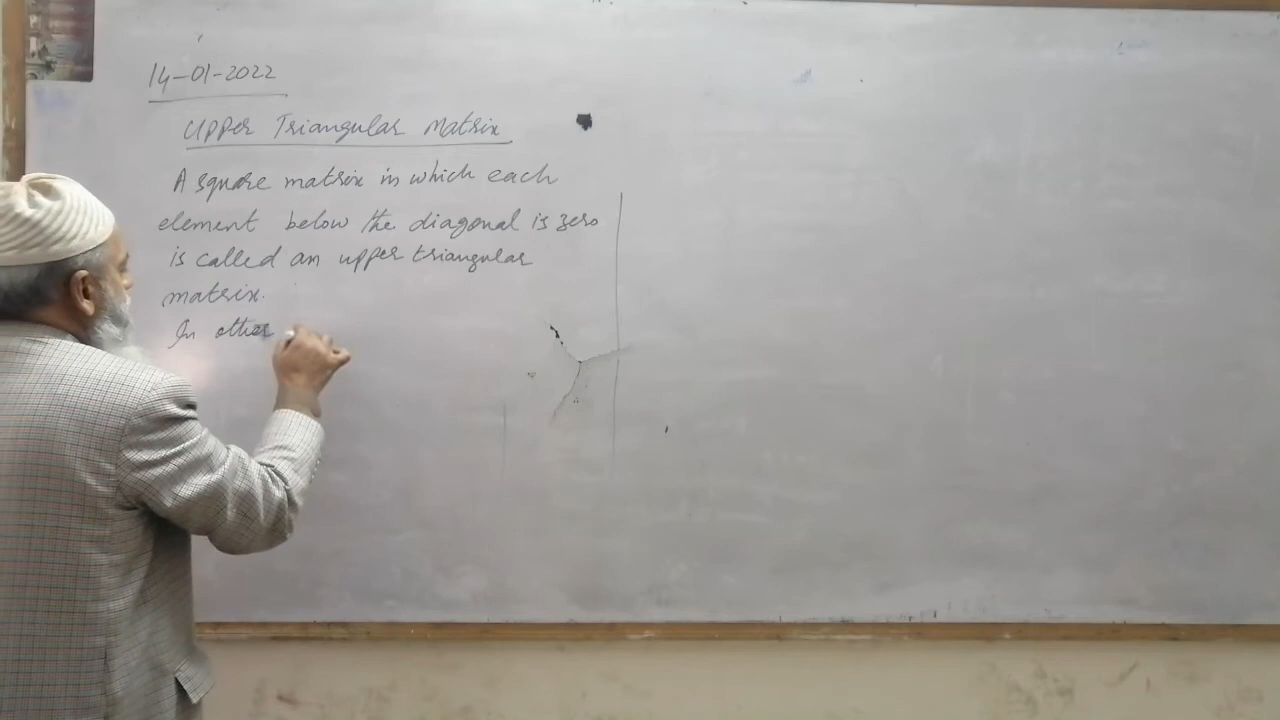 14-01-2022
Upper Triangular Matrix
A square matrix in which each
element below the diagonal is zero
is called an upper triangular
matrix.
In other